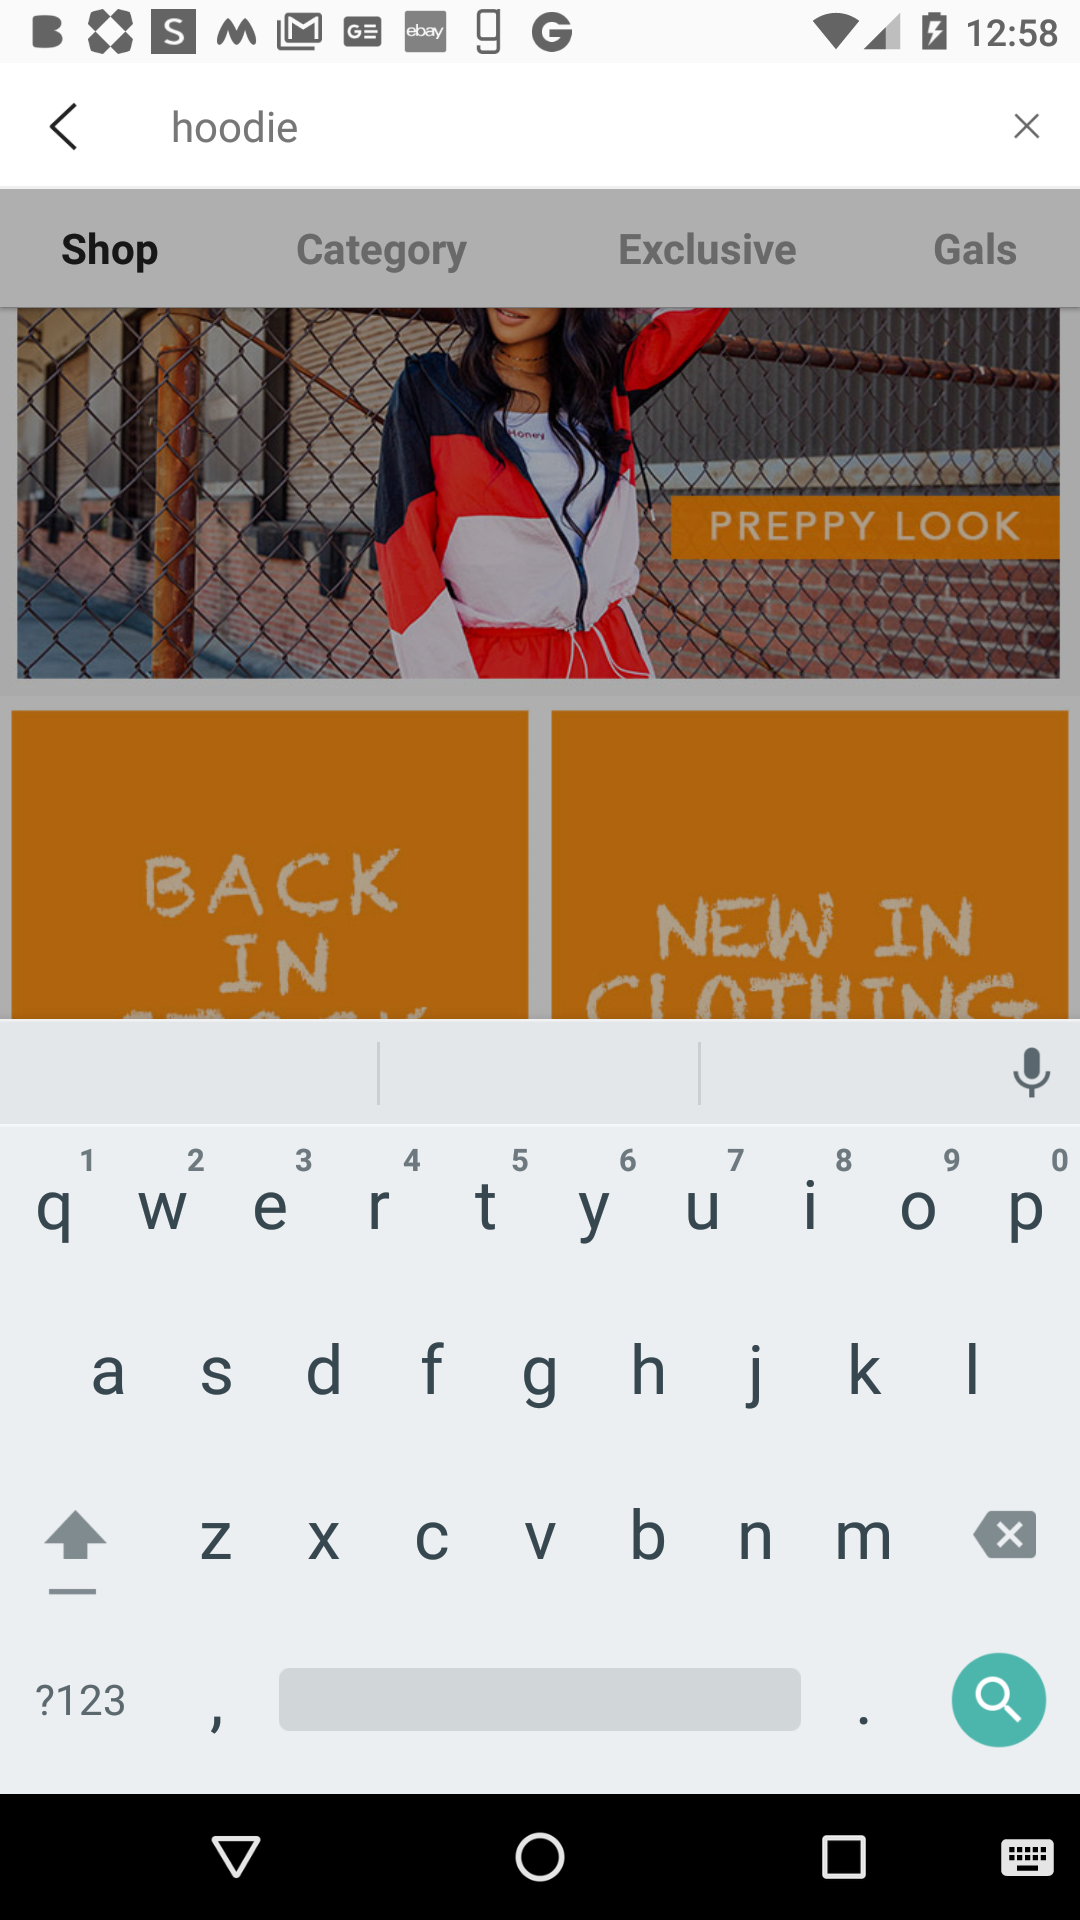 12:58
hoodie
Shop Category Exclusive Gals
Honey
PREPPY LOOK
BACK
IN
NEW IN
CLOTHING
1 2 3 4 5 6 7 8 9 0
q w e r t y u i o p
a s d f g h j k l
z x c v b n m
?123 , .